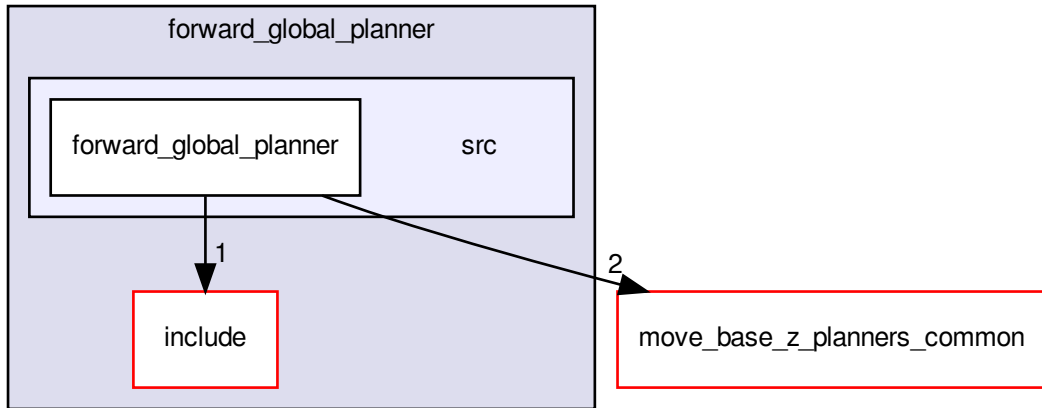 forward_global_planner
forward_global_planner
src
1
2
include
move_base_z_planners_common